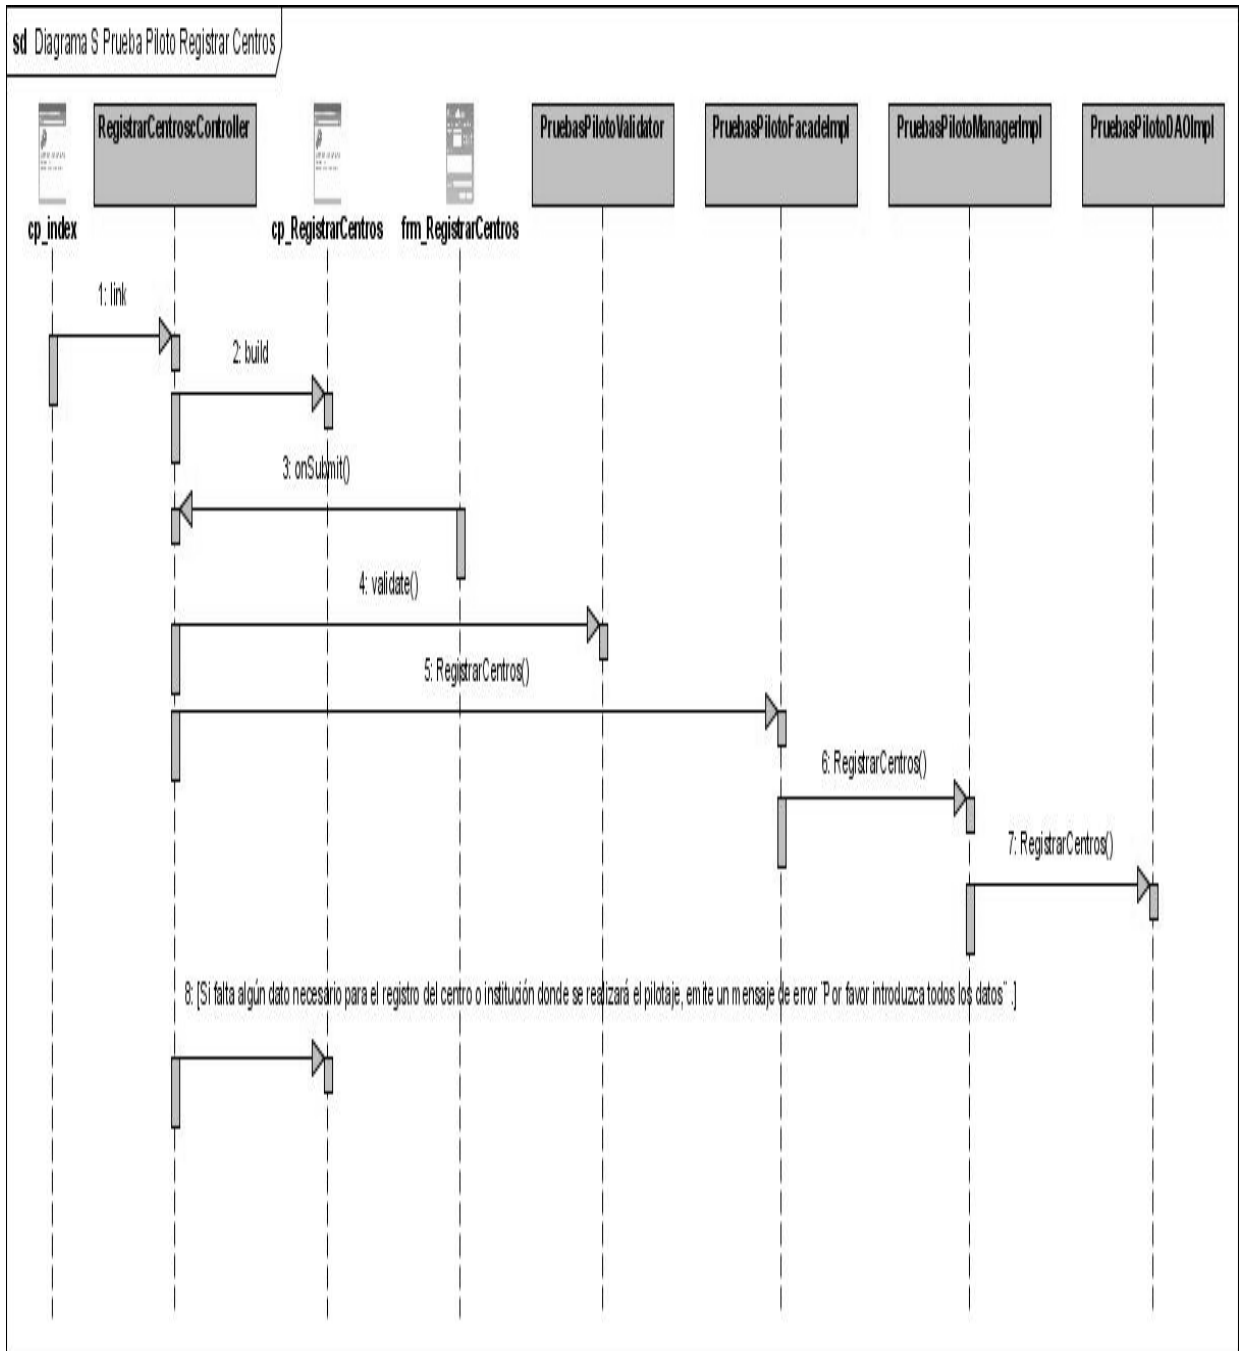 sd Diagrama S Prueba Piloto Registrar Centros
RegistrarCentroscController
PruebasPilotoValidator
PruebasPilotoFacadeImpl
PruebasPilotoManagerImpl
PruebasPilotoDAOImpl
cp_index
cp_RegistrarCentros
frm_RegistrarCentros
1: link
2: build
3: onSubmit()
4: validate()
5: RegistrarCentros()
6: RegistrarCentros()
7: RegistrarCentros()
8: [Si falta algún dato necesario para el registro del centro o institución donde se realizará el pilotaje, emite un mensaje de error ¨Por favor introduzca todos los datos¨ .]